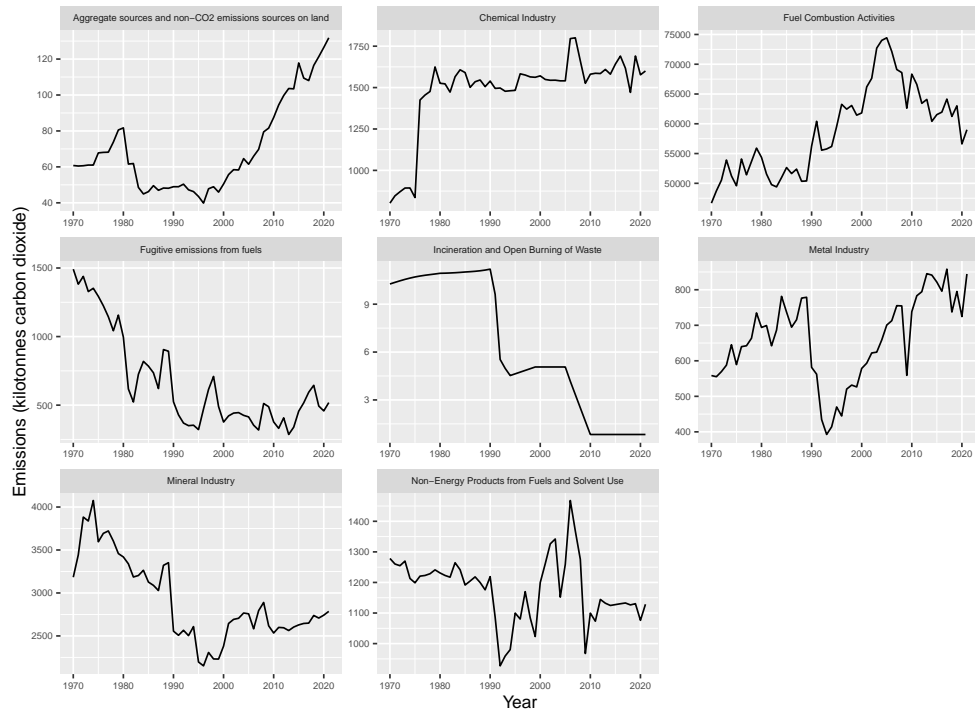 Emissions (kilotonnes carbon dioxide)
Aggregate sources and non−CO2 emissions sources on land
120
100
80
60
40
1970 1980 1990 2000 2010 2020
Chemical Industry
1750
1500
1250
1000
1970 1980 1990 2000 2010 2020
Fuel Combustion Activities
75000
70000
65000
60000
55000
50000
1970 1980 1990 2000 2010 2020
Fugitive emissions from fuels
1500
1000
500
1970 1980 1990 2000 2010 2020
Incineration and Open Burning of Waste
9
6
3
1970 1980 1990 2000 2010 2020
Metal Industry
800
700
600
500
400
1970 1980 1990 2000 2010 2020
Mineral Industry
4000
3500
3000
2500
1970 1980 1990 2000 2010 2020
Non−Energy Products from Fuels and Solvent Use
1400
1300
1200
1100
1000
1970 1980 1990 2000 2010 2020
Year